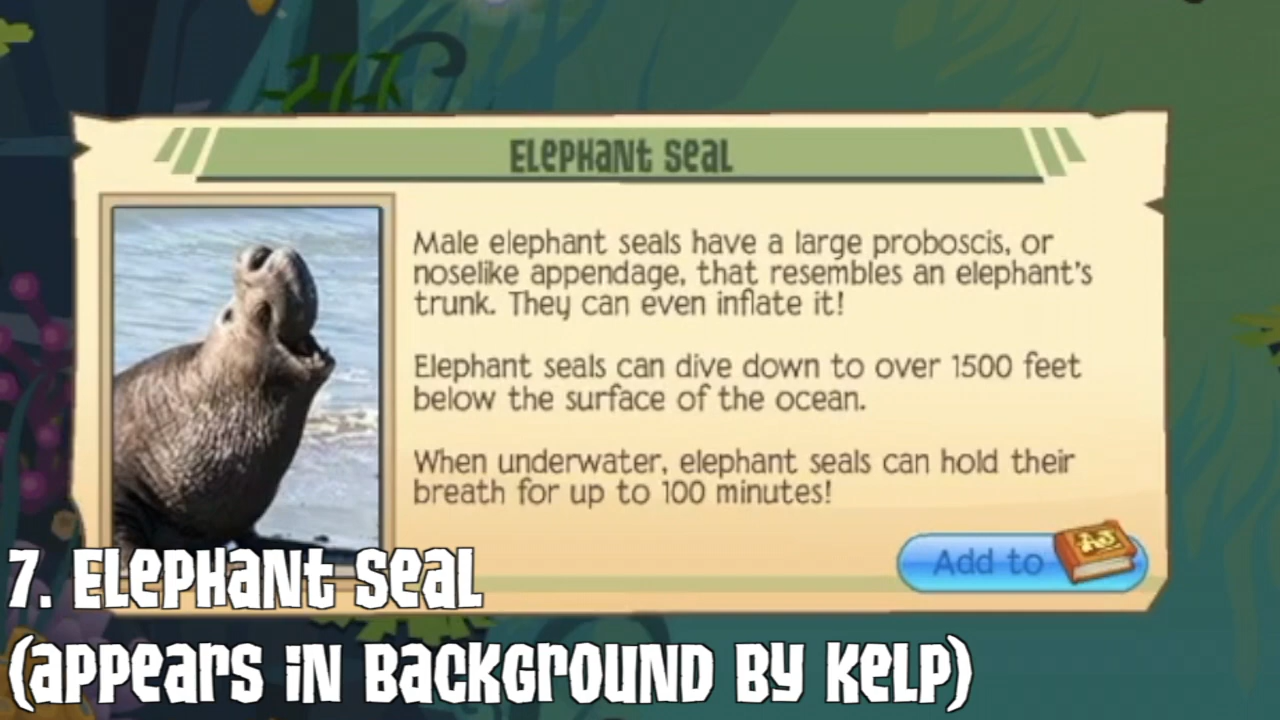 ELEPHANT SEAL
Male elephant seals have a large proboscis, or
noselike appendage, that resembles an elephant's
trunk. They can even inflate it!
Elephant seals can dive down to over 1500 feet
below the surface of the ocean.
When underwater, elephant seals can hold their
breath for up to 100 minutes!
Add to
7. ELEPHANT SEAL
(APPEARS IN BACKGROUND BY KELP)